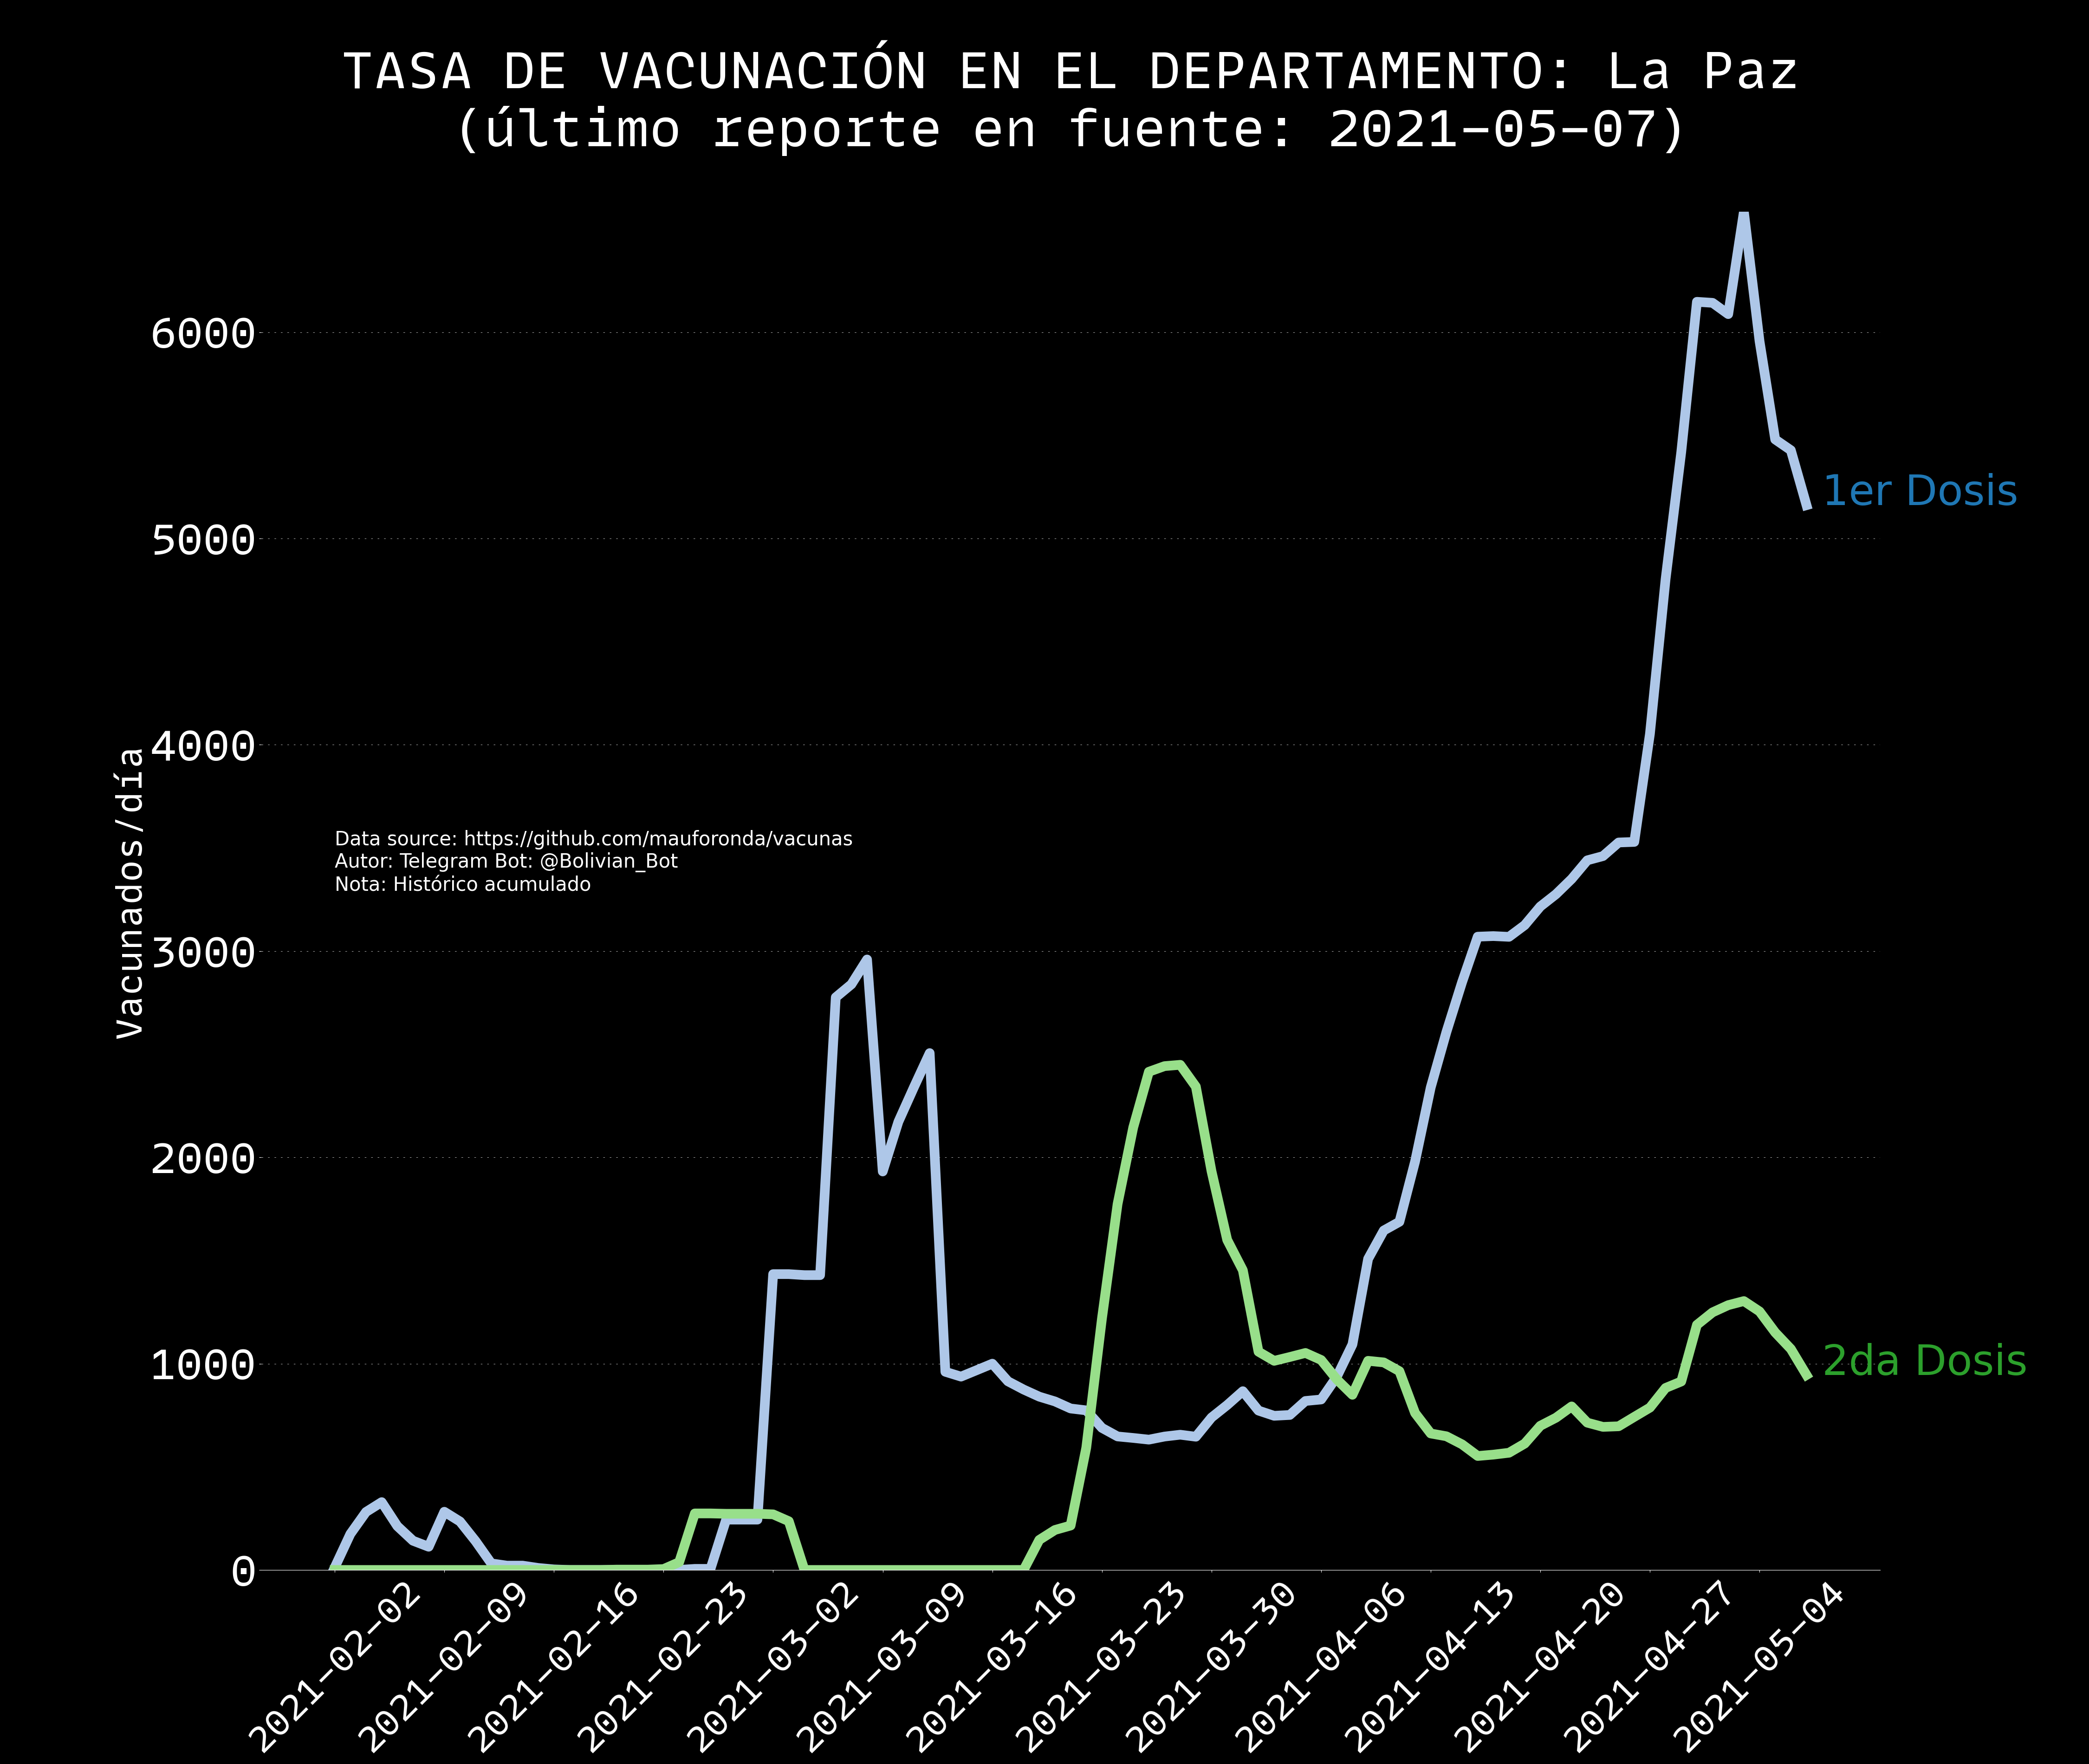 TASA DE VACUNACIÓN EN EL DEPARTAMENTO: La Paz
(último reporte en fuente: 2021-05-07)
6000
5000
4000
3000
2000
1000
0
Vacunados/día
Data source: https://github.com/mauforonda/vacunas
Autor: Telegram Bot: @Bolivian_Bot
Nota: Histórico acumulado
1er Dosis
2da Dosis
2021-02-02
2021-02-09
2021-02-16
2021-02-23
2021-03-02
2021-03-09
2021-03-16
2021-03-23
2021-03-30
2021-04-06
2021-04-13
2021-04-20
2021-04-27
2021-05-04